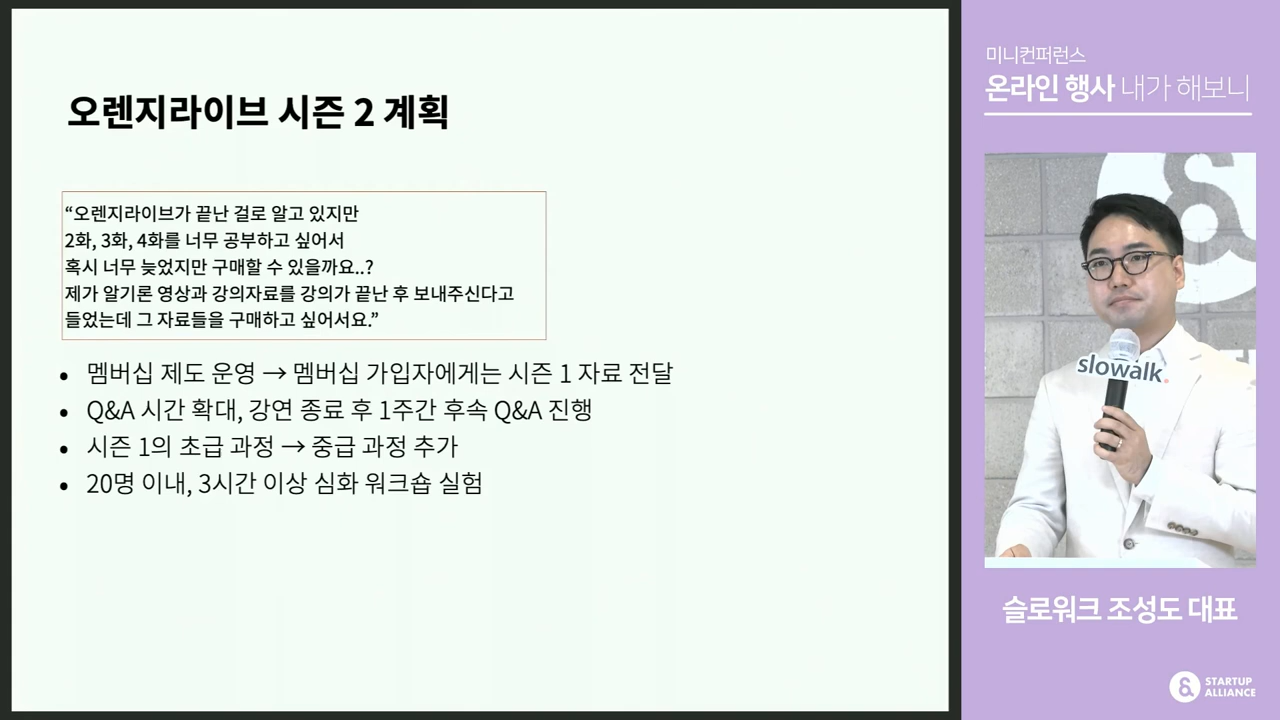 오렌지라이브 시즌 2 계획
“오렌지라이브가 끝난 걸로 알고 있지만
2화, 3화, 4화를 너무 공부하고 싶어서
혹시 너무 늦었지만 구매할 수 있을까요..?
제가 알기론 영상과 강의자료를 강의가 끝난 후 보내주신다고
들었는데 그 자료들을 구매하고 싶어서요.”
• 멤버십 제도 운영 → 멤버십 가입자에게는 시즌 1 자료 전달
• Q&A 시간 확대, 강연 종료 후 1주간 후속 Q&A 진행
• 시즌 1의 초급 과정 → 중급 과정 추가
• 20명 이내, 3시간 이상 심화 워크숍 실험
미니컨퍼런스
온라인 행사 내가 해보니
slowalk.
슬로워크 조성도 대표
STARTUP
ALLIANCE